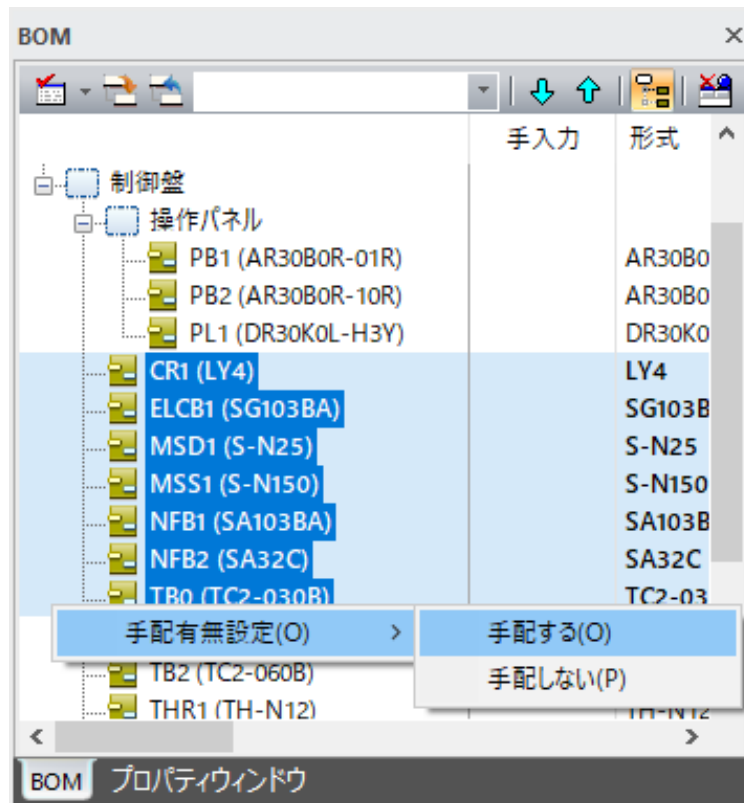 BOM
手入力 形式
制御盤
操作パネル
PB1 (AR30B0R-01R) AR30B0
PB2 (AR30B0R-10R) AR30B0
PL1 (DR30K0L-H3Y) DR30K0
CR1 (LY4) LY4
ELCB1 (SG103BA) SG103B
MSD1 (S-N25) S-N25
MSS1 (S-N150) S-N150
NFB1 (SA103BA) SA103B
NFB2 (SA32C) SA32C
TB0 (TC2-030B) TC2-03
手配有無設定(O) 手配する(O)
手配しない(P)
TB2 (TC2-060B)
THR1 (TH-N12) TH-N12
BOM プロパティウィンドウ